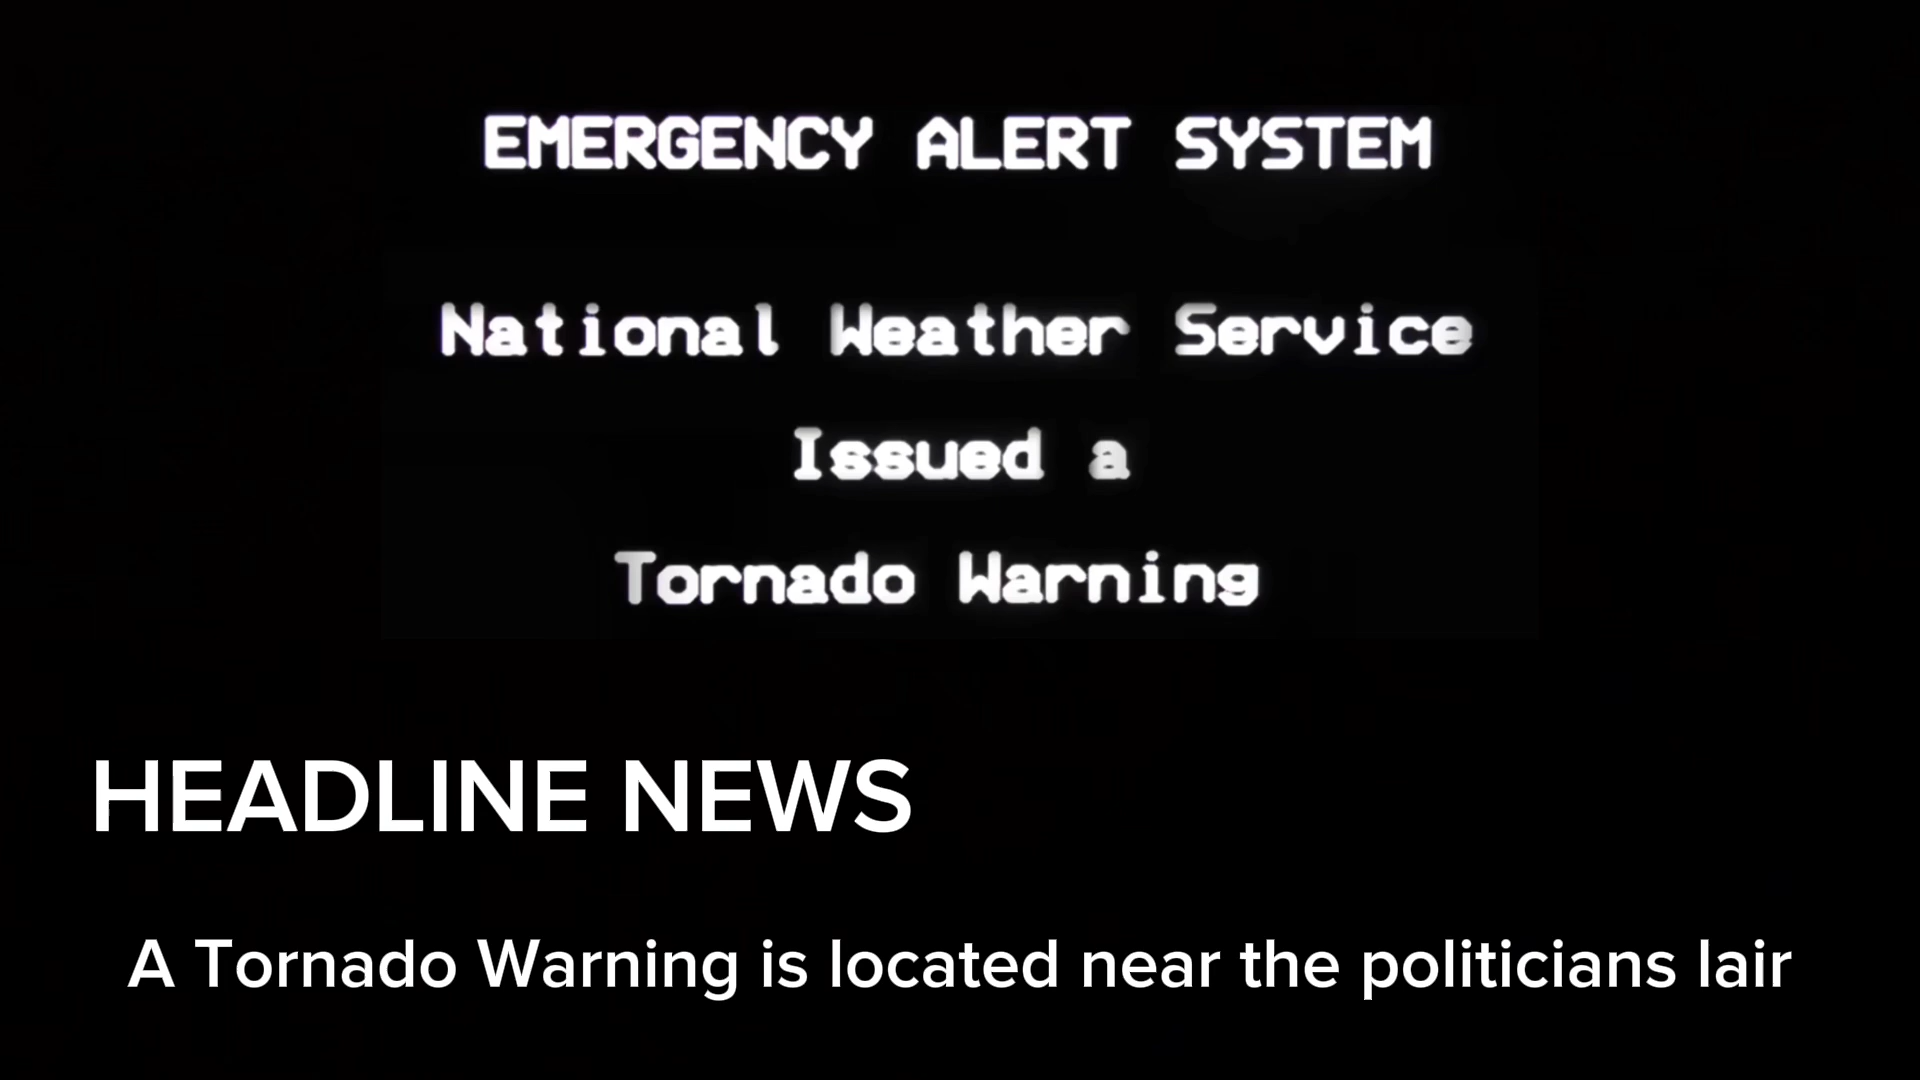 EMERGENCY ALERT SYSTEM
National Weather Service
Issued a
Tornado Warning
HEADLINE NEWS
A Tornado Warning is located near the politicians lair